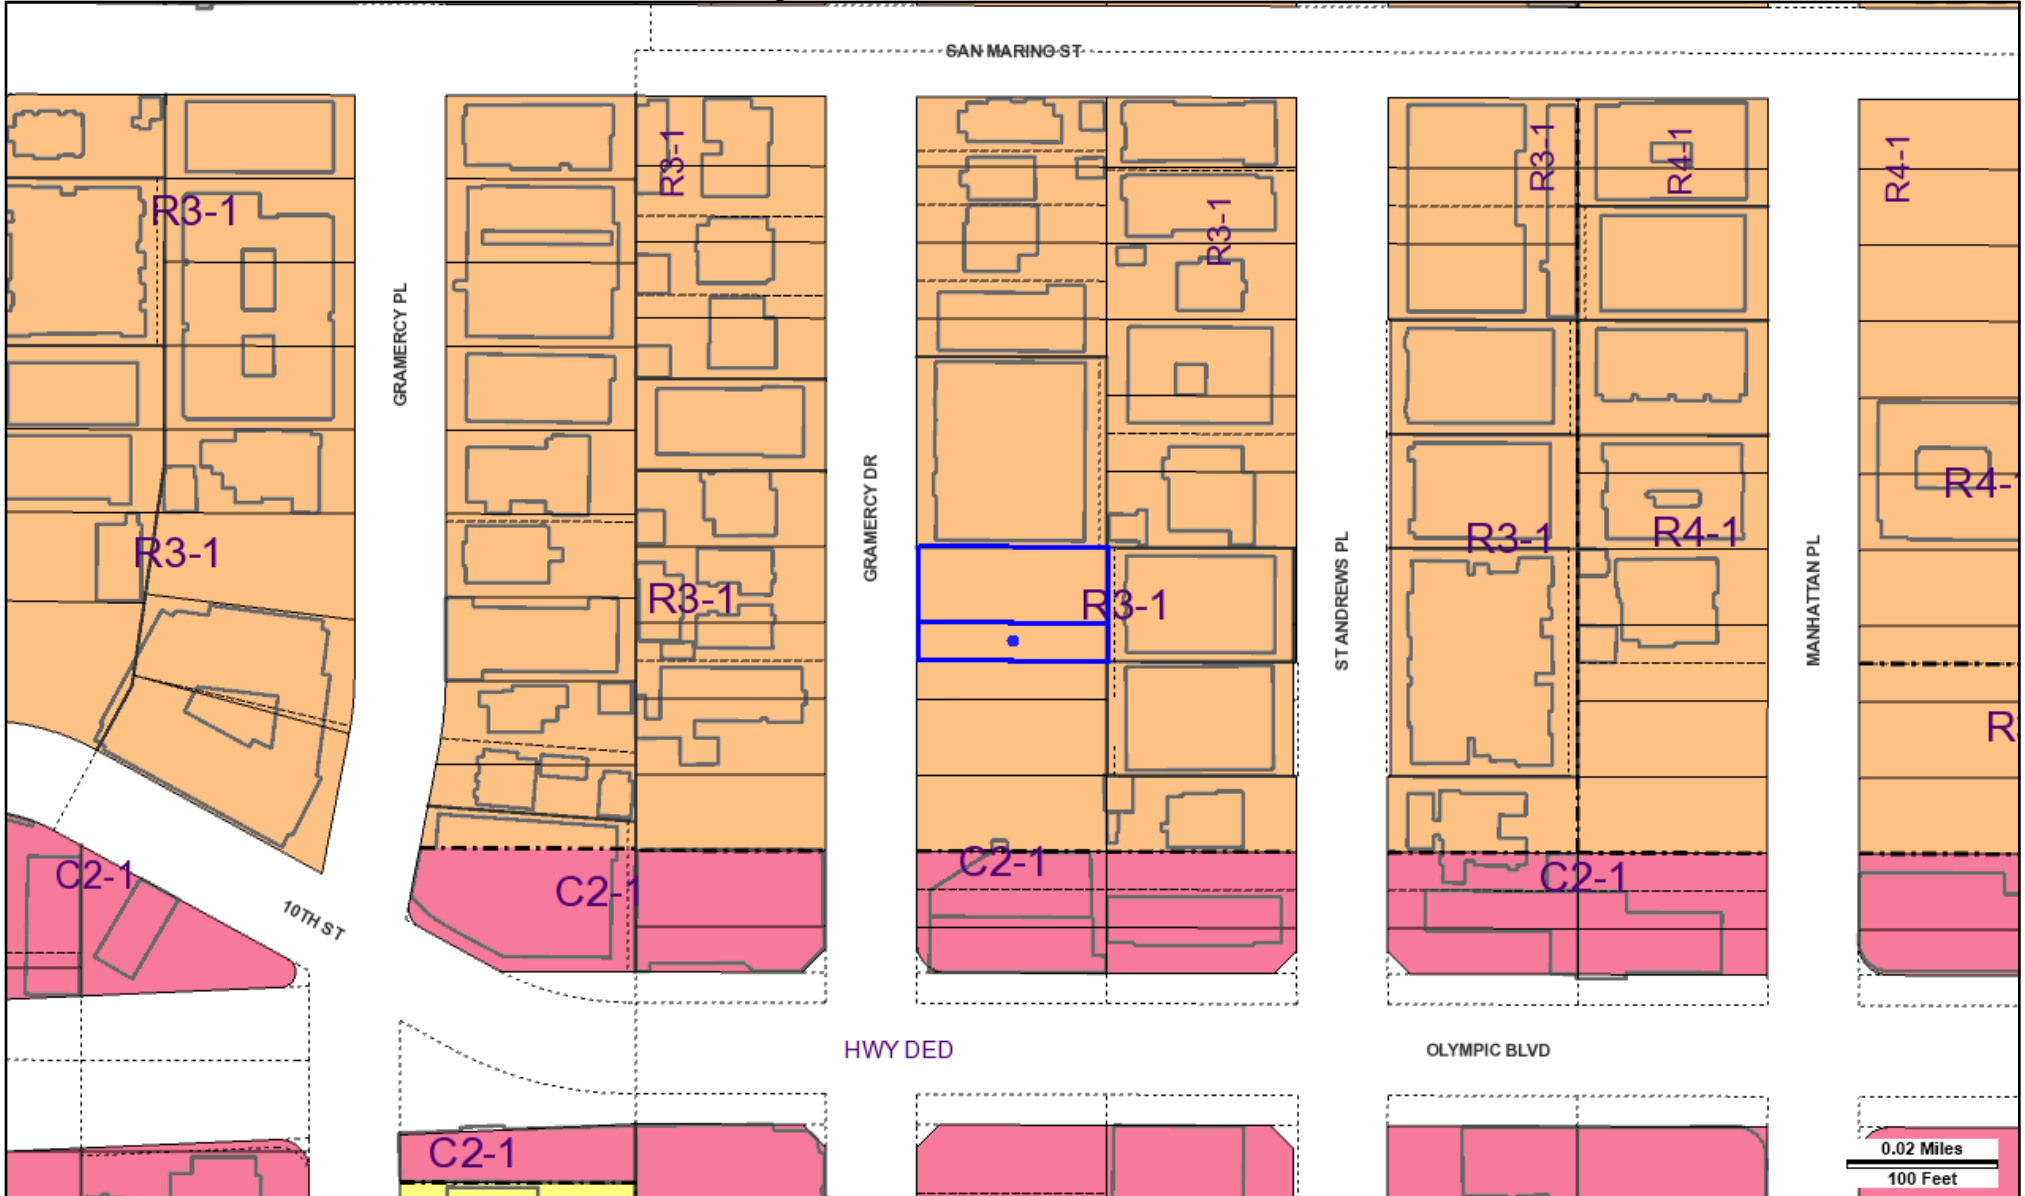 SAN MARINO ST
R3-1
R3-1
R4-1
R4-1
R3-1
R3-1
GRAMERCY PL
GRAMERCY DR
ST ANDREWS PL
MANHATTAN PL
R4-1
R3-1
R4-1
R3-1
R3-1
R3-1
R
C2-1
C2-1
C2-1
C2-1
10TH ST
HWY DED
OLYMPIC BLVD
C2-1
0.02 Miles
100 Feet